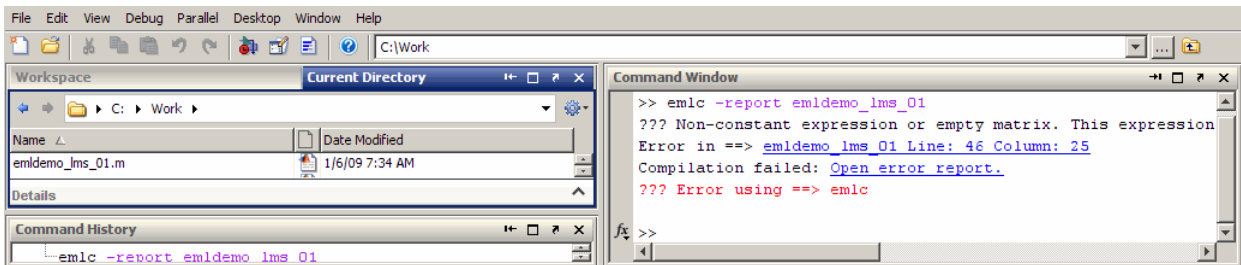 File Edit View Debug Parallel Desktop Window Help
C:\Work
Workspace
Current Directory
C: Work
Name
Date Modified
emldemo_lms_01.m
1/6/09 7:34 AM
Details
Command History
emlc -report emldemo_lms_01
Command Window
>> emlc -report emldemo_lms_01
??? Non-constant expression or empty matrix. This expression
Error in ==> emldemo_lms_01 Line: 46 Column: 25
Compilation failed: Open error report.
??? Error using ==> emlc
fx >>